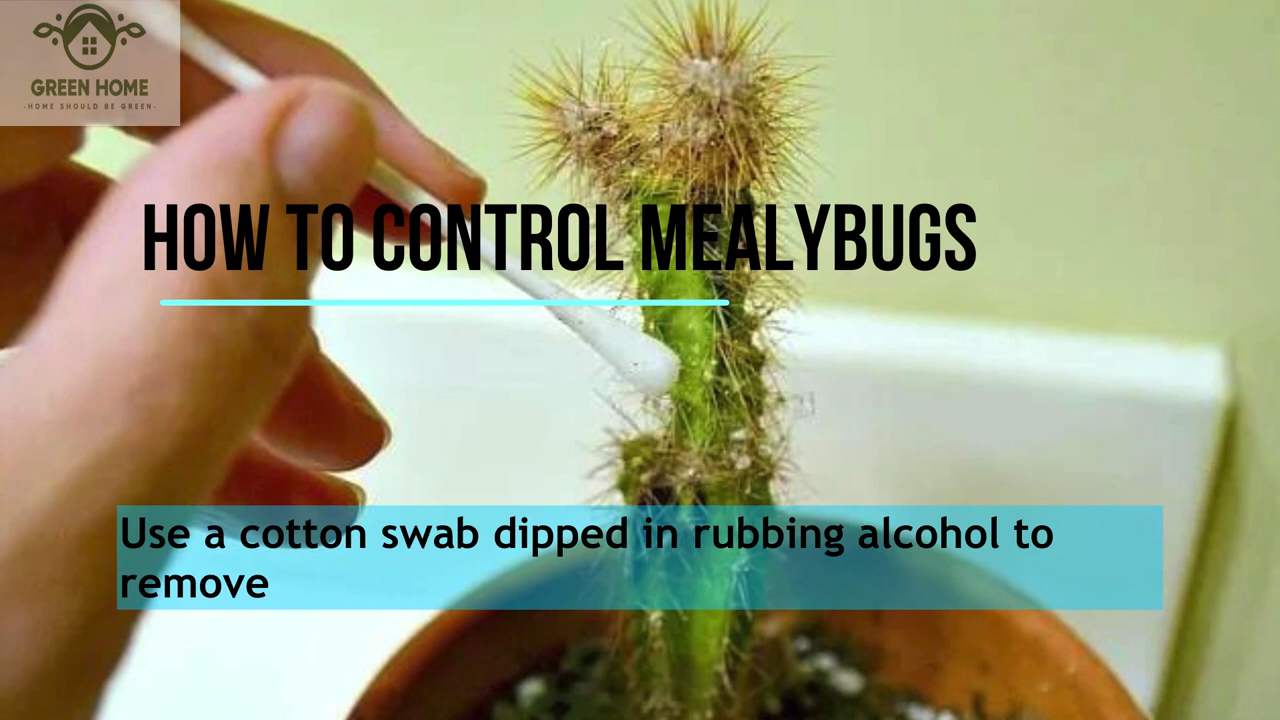 GREEN HOME
-HOME SHOULD BE GREEN-
HOW TO CONTROL MEALYBUGS
Use a cotton swab dipped in rubbing alcohol to
remove